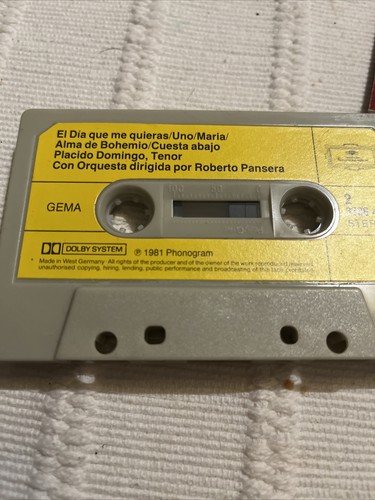 El Día que me quieras/Uno/Maria/
Alma de Bohemio/Cuesta abajo
Placido Domingo, Tenor
Con Orquesta dirigida por Roberto Pansera
100 50 0
GEMA
2
DOLBY SYSTEM ℗ 1981 Phonogram
Made in West Germany · All rights of the producer and of the owner of the work reproduced reserved
unauthorised copying, hiring, lending, public performance and broadcasting of this tape prohibited